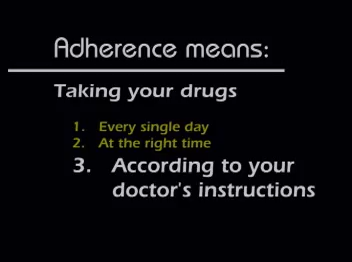 Adherence means:
Taking your drugs
1. Every single day
2. At the right time
3. According to your
doctor's instructions